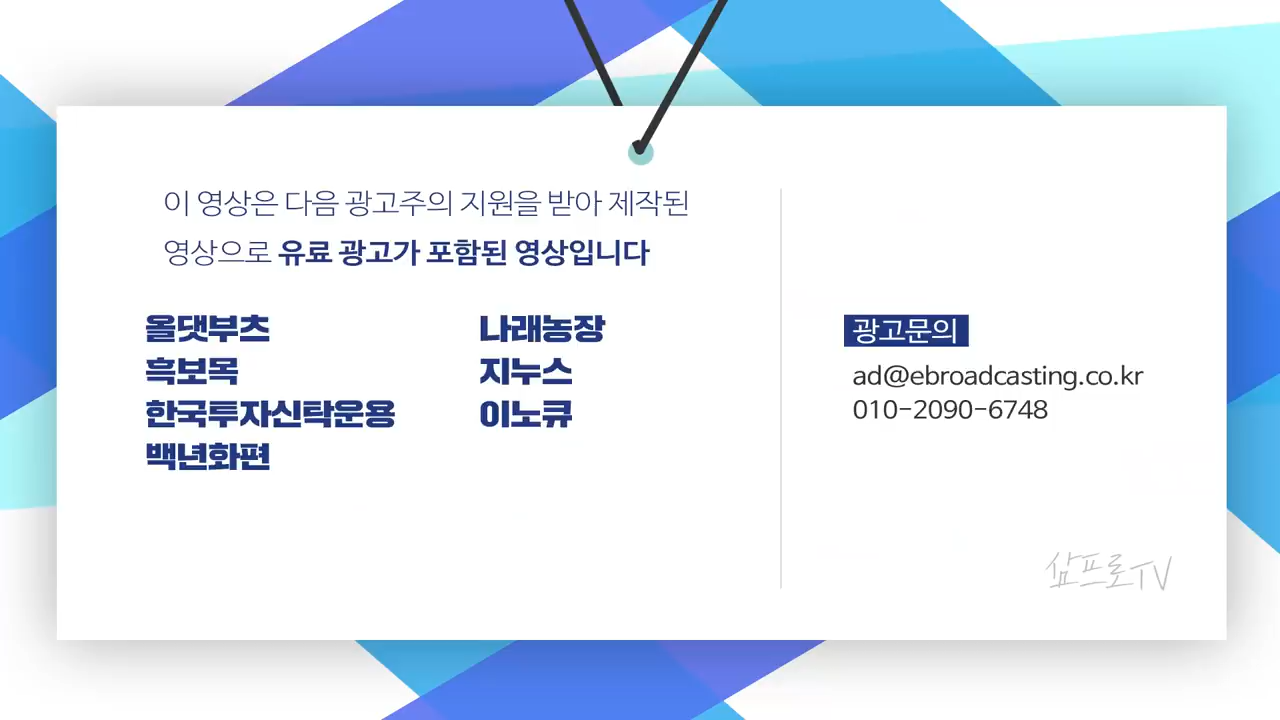 이 영상은 다음 광고주의 지원을 받아 제작된
영상으로 유료 광고가 포함된 영상입니다
올댓부츠
흑보목
한국투자신탁운용
백년화편
나래농장
지누스
이노큐
광고문의
ad@ebroadcasting.co.kr
010-2090-6748
삼프로TV